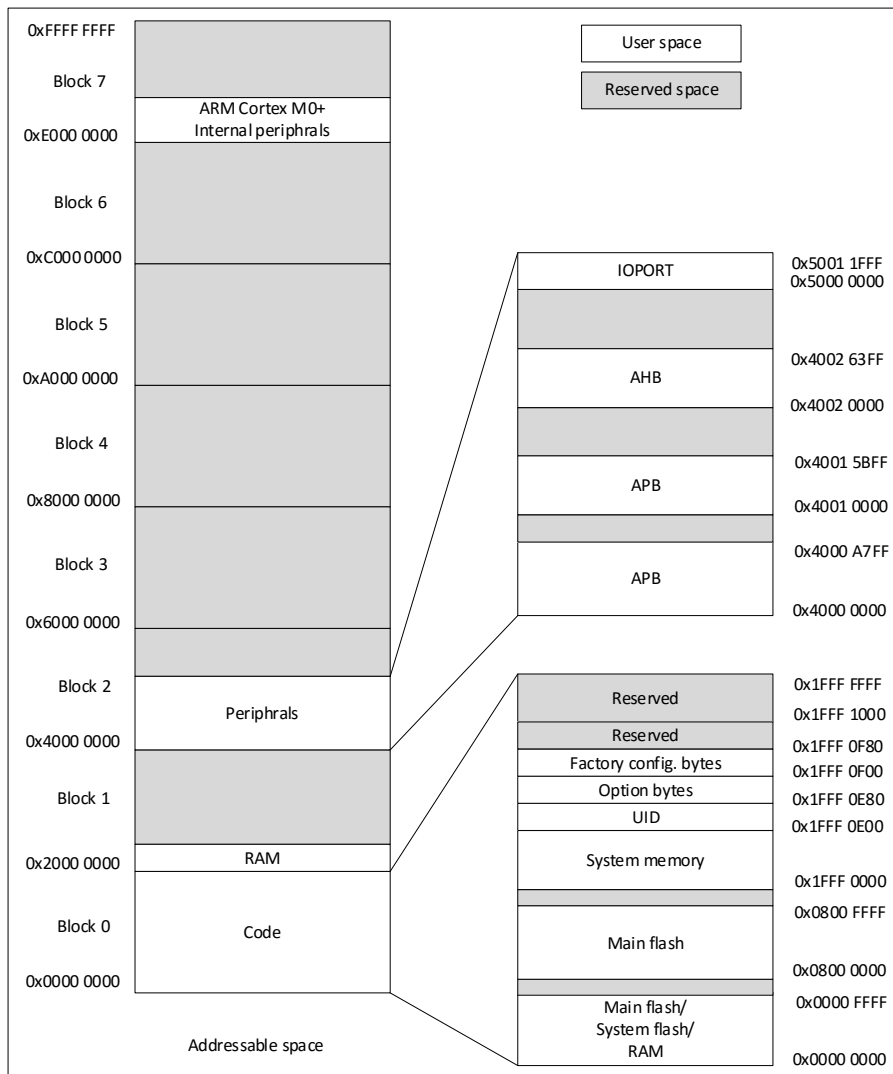 0xFFFF FFFF
Block 7
ARM Cortex M0+
Internal periphrals
0xE000 0000
Block 6
0xC000 0000
Block 5
0xA000 0000
Block 4
0x8000 0000
Block 3
0x6000 0000
Block 2
Periphrals
0x4000 0000
Block 1
RAM
0x2000 0000
Block 0
Code
0x0000 0000
Addressable space
User space
Reserved space
IOPORT
0x5001 1FFF
0x5000 0000
0x4002 63FF
AHB
0x4002 0000
0x4001 5BFF
APB
0x4001 0000
0x4000 A7FF
APB
0x4000 0000
0x1FFF FFFF
Reserved
0x1FFF 1000
Reserved
0x1FFF 0F80
Factory config. bytes
0x1FFF 0F00
Option bytes
0x1FFF 0E80
UID
0x1FFF 0E00
System memory
0x1FFF 0000
0x0800 FFFF
Main flash
0x0800 0000
0x0000 FFFF
Main flash/
System flash/
RAM
0x0000 0000